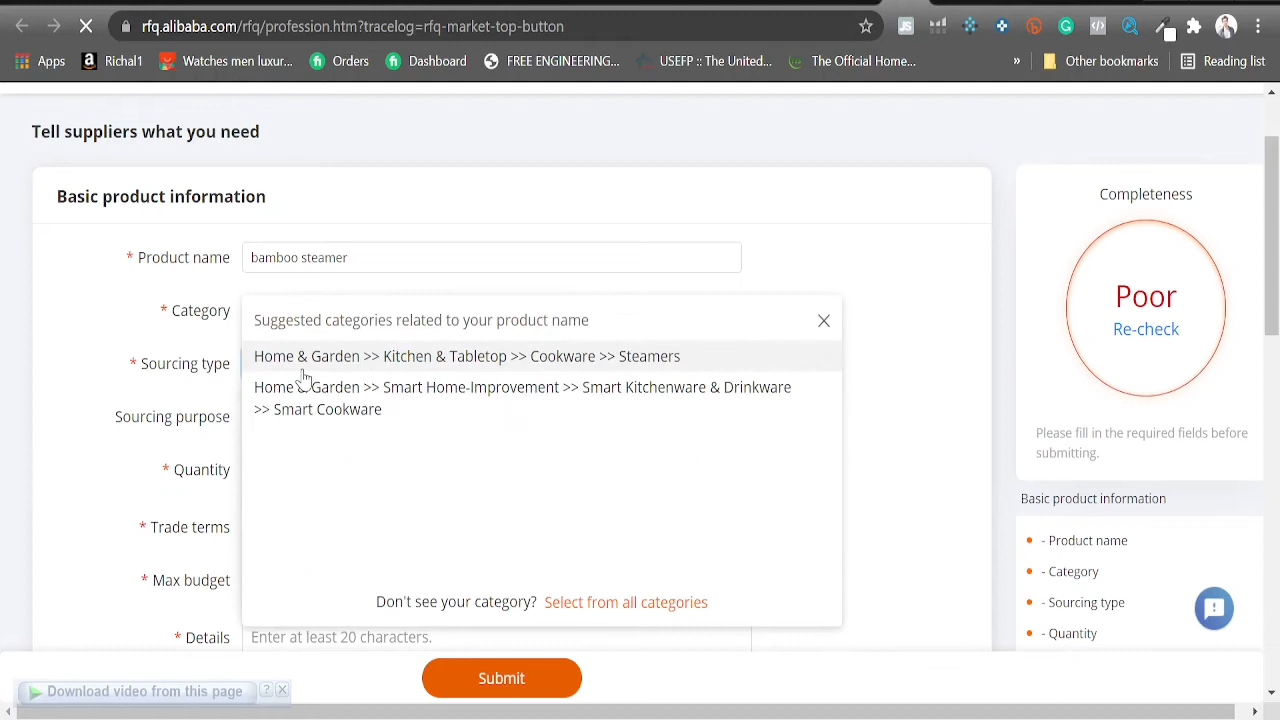 rfq.alibaba.com/rfq/profession.htm?tracelog=rfq-market-top-button
Apps
Richal1
Watches men luxur...
Orders
Dashboard
FREE ENGINEERING...
USEFP :: The United...
The Official Home...
»
Other bookmarks
Reading list
Tell suppliers what you need
Basic product information
* Product name
bamboo steamer
* Category
Suggested categories related to your product name
Home & Garden >> Kitchen & Tabletop >> Cookware >> Steamers
* Sourcing type
Home & Garden >> Smart Home-Improvement >> Smart Kitchenware & Drinkware
>> Smart Cookware
Sourcing purpose
* Quantity
* Trade terms
* Max budget
Don't see your category? Select from all categories
* Details
Enter at least 20 characters.
Submit
Download video from this page
?
Completeness
Poor
Re-check
Please fill in the required fields before
submitting.
Basic product information
- Product name
- Category
- Sourcing type
- Quantity